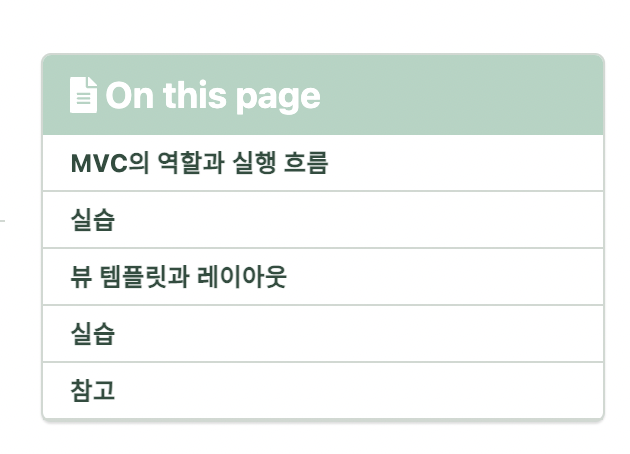 On this page
MVC의 역할과 실행 흐름
실습
뷰 템플릿과 레이아웃
실습
참고